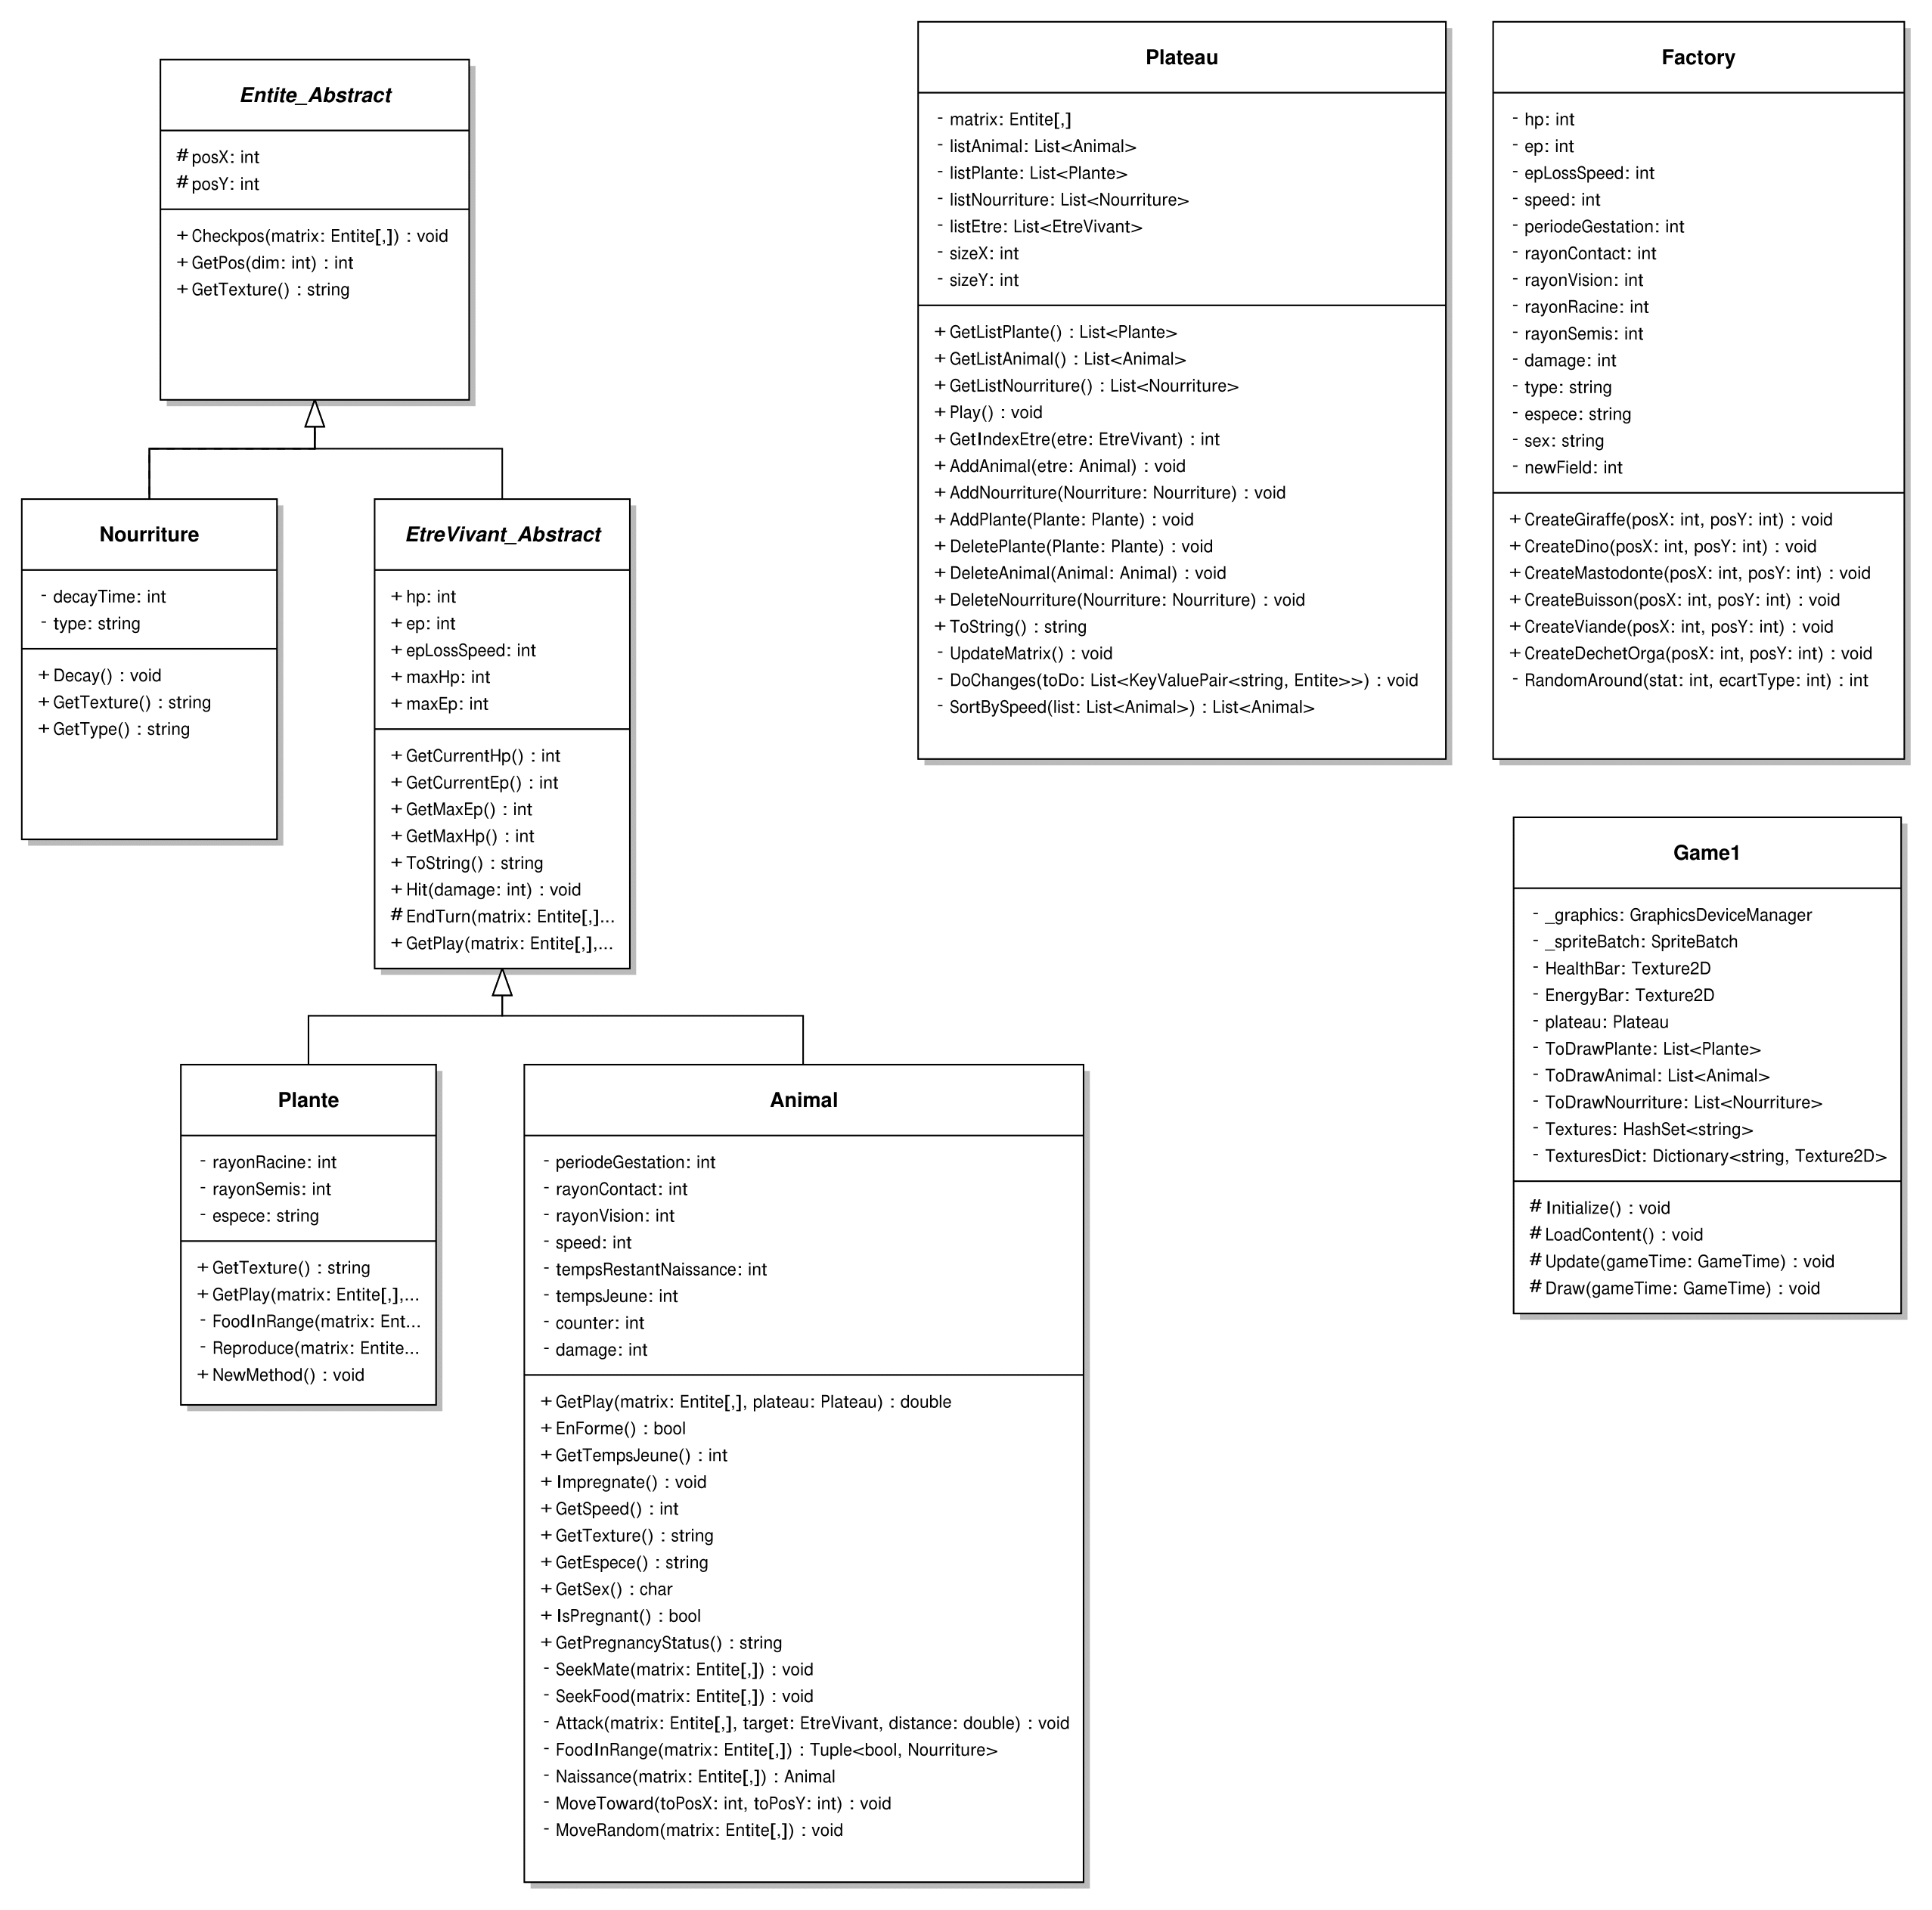 Entite_Abstract
# posX: int
# posY: int
+ Checkpos(matrix: Entite[,]) : void
+ GetPos(dim: int) : int
+ GetTexture() : string
Nourriture
- decayTime: int
- type: string
+ Decay() : void
+ GetTexture() : string
+ GetType() : string
EtreVivant_Abstract
+ hp: int
+ ep: int
+ epLossSpeed: int
+ maxHp: int
+ maxEp: int
+ GetCurrentHp() : int
+ GetCurrentEp() : int
+ GetMaxEp() : int
+ GetMaxHp() : int
+ ToString() : string
+ Hit(damage: int) : void
# EndTurn(matrix: Entite[,]...
+ GetPlay(matrix: Entite[,],...
Plante
- rayonRacine: int
- rayonSemis: int
- espece: string
+ GetTexture() : string
+ GetPlay(matrix: Entite[,],...
- FoodInRange(matrix: Ent...
- Reproduce(matrix: Entite...
+ NewMethod() : void
Animal
- periodeGestation: int
- rayonContact: int
- rayonVision: int
- speed: int
- tempsRestantNaissance: int
- tempsJeune: int
- counter: int
- damage: int
+ GetPlay(matrix: Entite[,], plateau: Plateau) : double
+ EnForme() : bool
+ GetTempsJeune() : int
+ Impregnate() : void
+ GetSpeed() : int
+ GetTexture() : string
+ GetEspece() : string
+ GetSex() : char
+ IsPregnant() : bool
+ GetPregnancyStatus() : string
- SeekMate(matrix: Entite[,]) : void
- SeekFood(matrix: Entite[,]) : void
- Attack(matrix: Entite[,], target: EtreVivant, distance: double) : void
- FoodInRange(matrix: Entite[,]) : Tuple<bool, Nourriture>
- Naissance(matrix: Entite[,]) : Animal
- MoveToward(toPosX: int, toPosY: int) : void
- MoveRandom(matrix: Entite[,]) : void
Plateau
- matrix: Entite[,]
- listAnimal: List<Animal>
- listPlante: List<Plante>
- listNourriture: List<Nourriture>
- listEtre: List<EtreVivant>
- sizeX: int
- sizeY: int
+ GetListPlante() : List<Plante>
+ GetListAnimal() : List<Animal>
+ GetListNourriture() : List<Nourriture>
+ Play() : void
+ GetIndexEtre(etre: EtreVivant) : int
+ AddAnimal(etre: Animal) : void
+ AddNourriture(Nourriture: Nourriture) : void
+ AddPlante(Plante: Plante) : void
+ DeletePlante(Plante: Plante) : void
+ DeleteAnimal(Animal: Animal) : void
+ DeleteNourriture(Nourriture: Nourriture) : void
+ ToString() : string
- UpdateMatrix() : void
- DoChanges(toDo: List<KeyValuePair<string, Entite>>) : void
- SortBySpeed(list: List<Animal>) : List<Animal>
Factory
- hp: int
- ep: int
- epLossSpeed: int
- speed: int
- periodeGestation: int
- rayonContact: int
- rayonVision: int
- rayonRacine: int
- rayonSemis: int
- damage: int
- type: string
- espece: string
- sex: string
- newField: int
+ CreateGiraffe(posX: int, posY: int) : void
+ CreateDino(posX: int, posY: int) : void
+ CreateMastodonte(posX: int, posY: int) : void
+ CreateBuisson(posX: int, posY: int) : void
+ CreateViande(posX: int, posY: int) : void
+ CreateDechetOrga(posX: int, posY: int) : void
- RandomAround(stat: int, ecartType: int) : int
Game1
- _graphics: GraphicsDeviceManager
- _spriteBatch: SpriteBatch
- HealthBar: Texture2D
- EnergyBar: Texture2D
- plateau: Plateau
- ToDrawPlante: List<Plante>
- ToDrawAnimal: List<Animal>
- ToDrawNourriture: List<Nourriture>
- Textures: HashSet<string>
- TexturesDict: Dictionary<string, Texture2D>
# Initialize() : void
# LoadContent() : void
# Update(gameTime: GameTime) : void
# Draw(gameTime: GameTime) : void